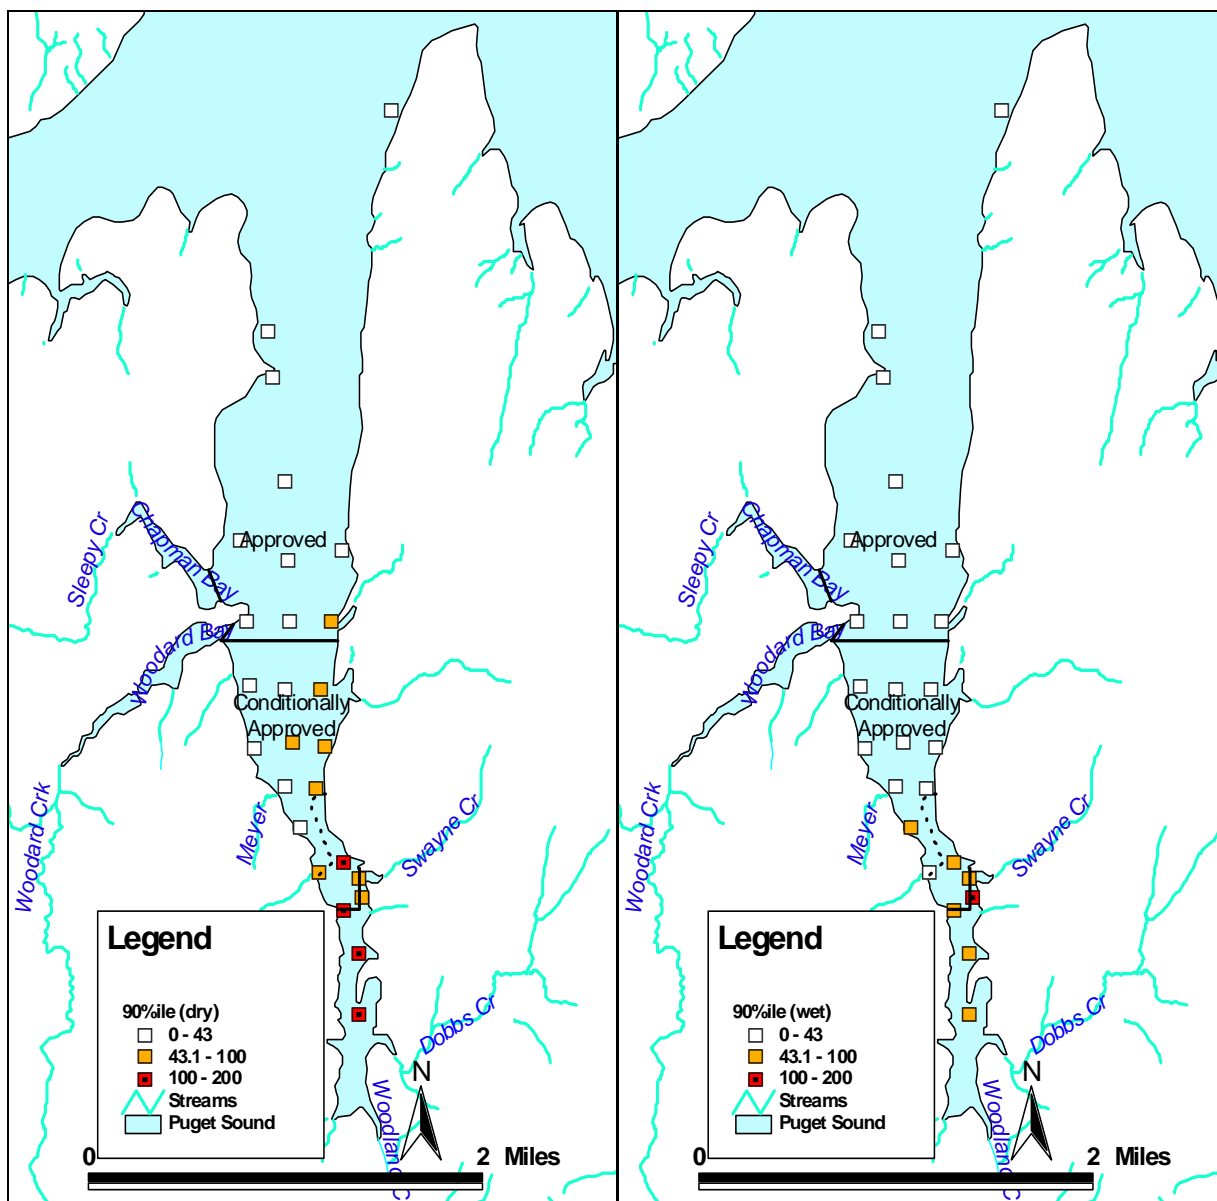 Sleepy Cr
Chapman Bay
Approved
Woodard Bay
Conditionally
Approved
Woodard Crk
Meyer
Swayne Cr
Legend
90%ile (dry)
0 - 43
43.1 - 100
100 - 200
Streams
Puget Sound
Dobbs Cr
N
Woodland C
0
2 Miles
Sleepy Cr
Chapman Bay
Approved
Woodard Bay
Conditionally
Approved
Woodard Crk
Meyer
Swayne Cr
Legend
90%ile (wet)
0 - 43
43.1 - 100
100 - 200
Streams
Puget Sound
Dobbs Cr
N
Woodland C
0
2 Miles